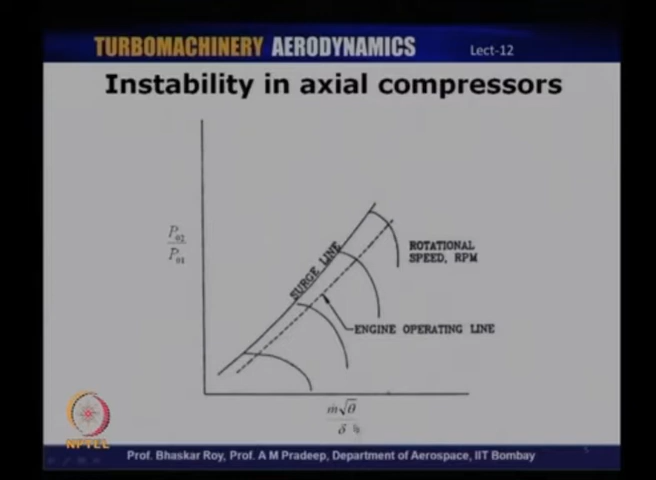 TURBOMACHINERY AERODYNAMICS Lect-12
Instability in axial compressors
P02
P01
SURGE LINE
ROTATIONAL
SPEED, RPM
ENGINE OPERATING LINE
ṁ√θ
δ
NPTEL
Prof. Bhaskar Roy, Prof. A M Pradeep, Department of Aerospace, IIT Bombay